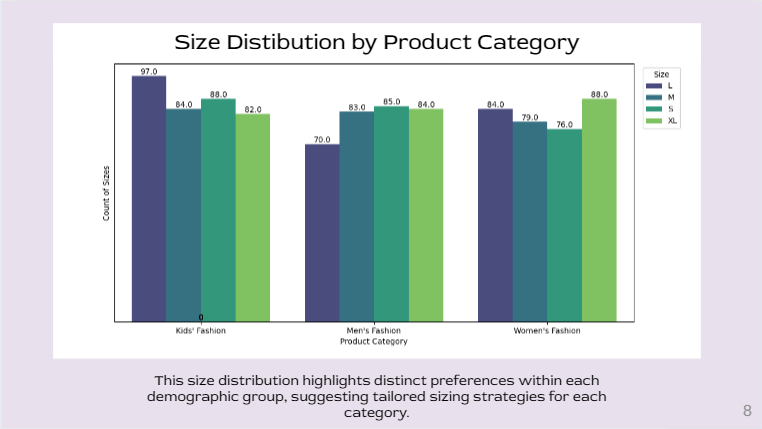 Size Distibution by Product Category
97.0
84.0
88.0
82.0
70.0
83.0
85.0
84.0
84.0
79.0
76.0
88.0
Size
L
M
S
XL
Count of Sizes
0
Kids' Fashion
Men's Fashion
Women's Fashion
Product Category
This size distribution highlights distinct preferences within each
demographic group, suggesting tailored sizing strategies for each
category.
8